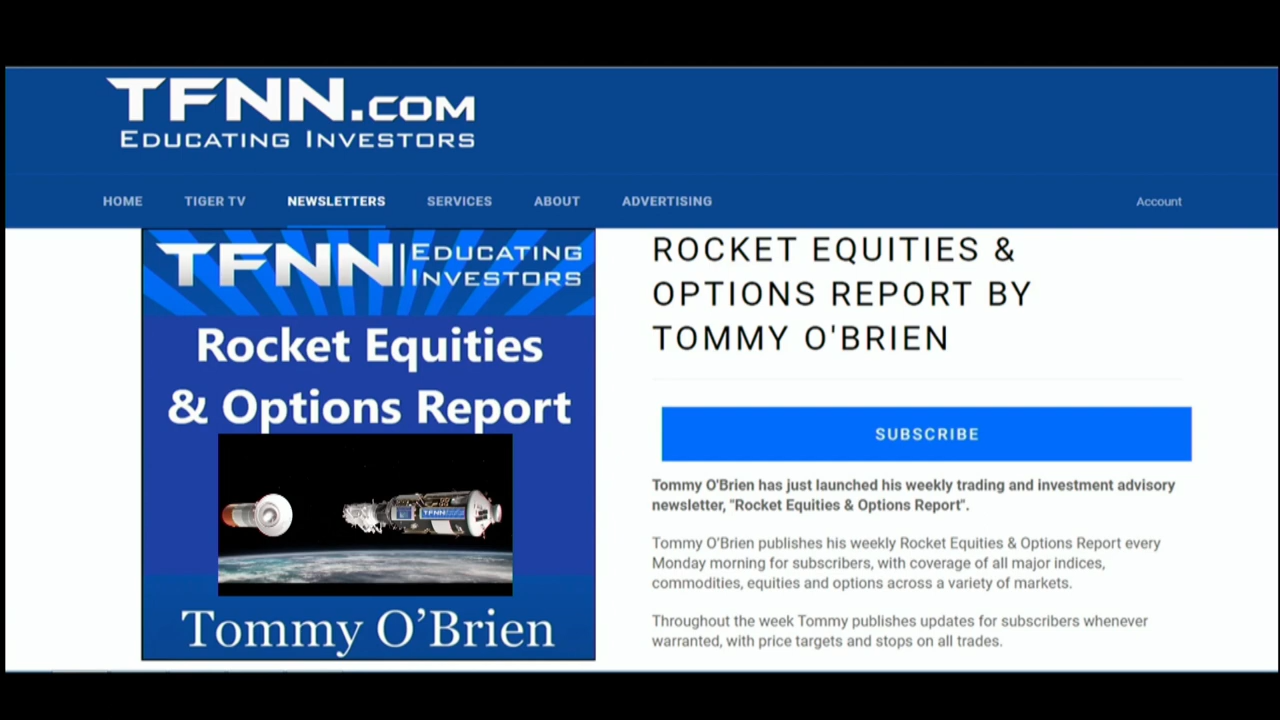 TFNN.COM
EDUCATING INVESTORS
HOME TIGER TV NEWSLETTERS SERVICES ABOUT ADVERTISING Account
TFNN EDUCATING
INVESTORS
Rocket Equities
& Options Report
TFNN
Tommy O'Brien
ROCKET EQUITIES &
OPTIONS REPORT BY
TOMMY O'BRIEN
SUBSCRIBE
Tommy O'Brien has just launched his weekly trading and investment advisory
newsletter, "Rocket Equities & Options Report".
Tommy O'Brien publishes his weekly Rocket Equities & Options Report every
Monday morning for subscribers, with coverage of all major indices,
commodities, equities and options across a variety of markets.
Throughout the week Tommy publishes updates for subscribers whenever
warranted, with price targets and stops on all trades.